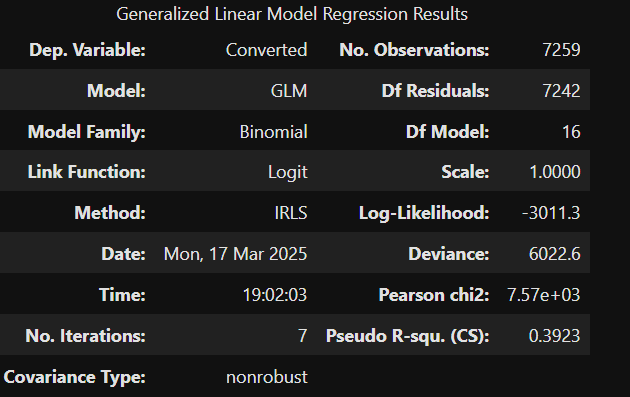 Generalized Linear Model Regression Results
Dep. Variable: Converted No. Observations: 7259
Model: GLM Df Residuals: 7242
Model Family: Binomial Df Model: 16
Link Function: Logit Scale: 1.0000
Method: IRLS Log-Likelihood: -3011.3
Date: Mon, 17 Mar 2025 Deviance: 6022.6
Time: 19:02:03 Pearson chi2: 7.57e+03
No. Iterations: 7 Pseudo R-squ. (CS): 0.3923
Covariance Type: nonrobust